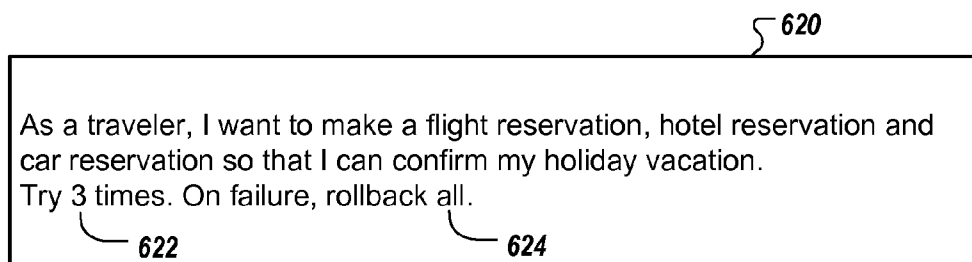 620
As a traveler, I want to make a flight reservation, hotel reservation and
car reservation so that I can confirm my holiday vacation.
Try 3 times. On failure, rollback all.
622 624